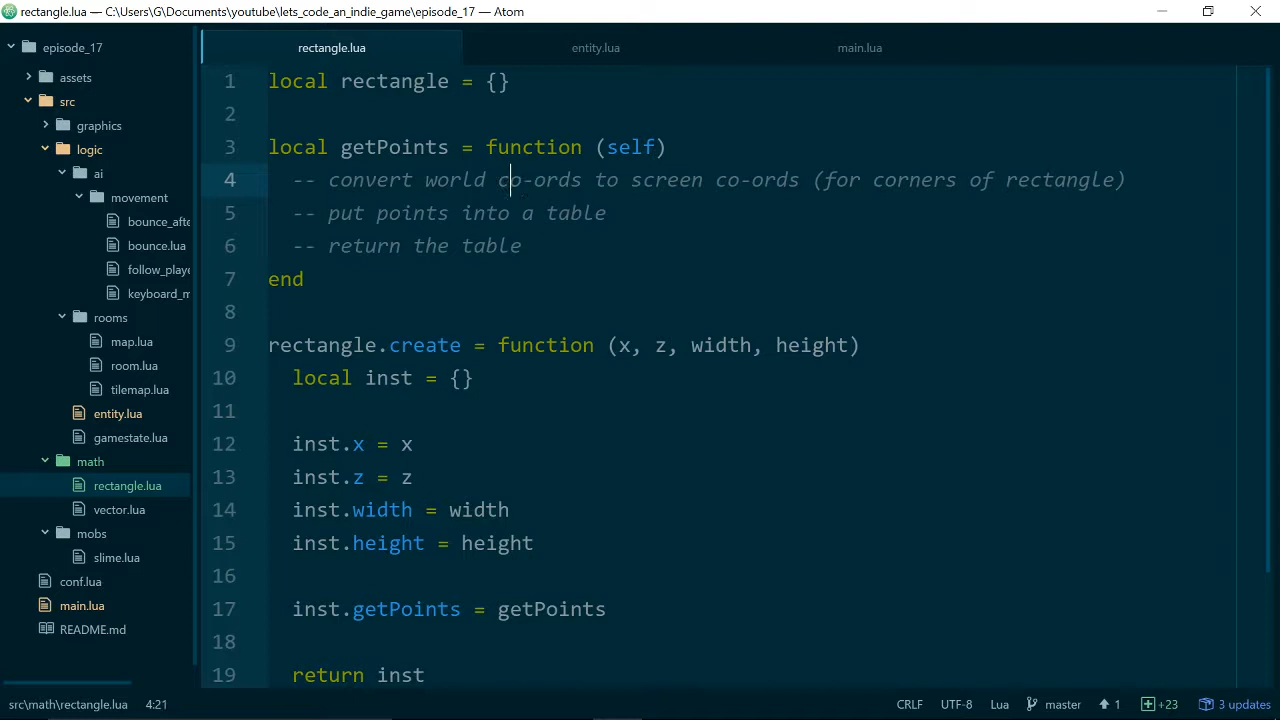 rectangle.lua — C:\Users\G\Documents\youtube\lets_code_an_indie_game\episode_17 — Atom
episode_17
assets
src
graphics
logic
ai
movement
bounce_afte
bounce.lua
follow_playe
keyboard_m
rooms
map.lua
room.lua
tilemap.lua
entity.lua
gamestate.lua
math
rectangle.lua
vector.lua
mobs
slime.lua
conf.lua
main.lua
README.md
rectangle.lua entity.lua main.lua
1 local rectangle = {}
2
3 local getPoints = function (self)
4 -- convert world co-ords to screen co-ords (for corners of rectangle)
5 -- put points into a table
6 -- return the table
7 end
8
9 rectangle.create = function (x, z, width, height)
10 local inst = {}
11
12 inst.x = x
13 inst.z = z
14 inst.width = width
15 inst.height = height
16
17 inst.getPoints = getPoints
18
19 return inst
src\math\rectangle.lua 4:21 CRLF UTF-8 Lua master 1 +23 3 updates